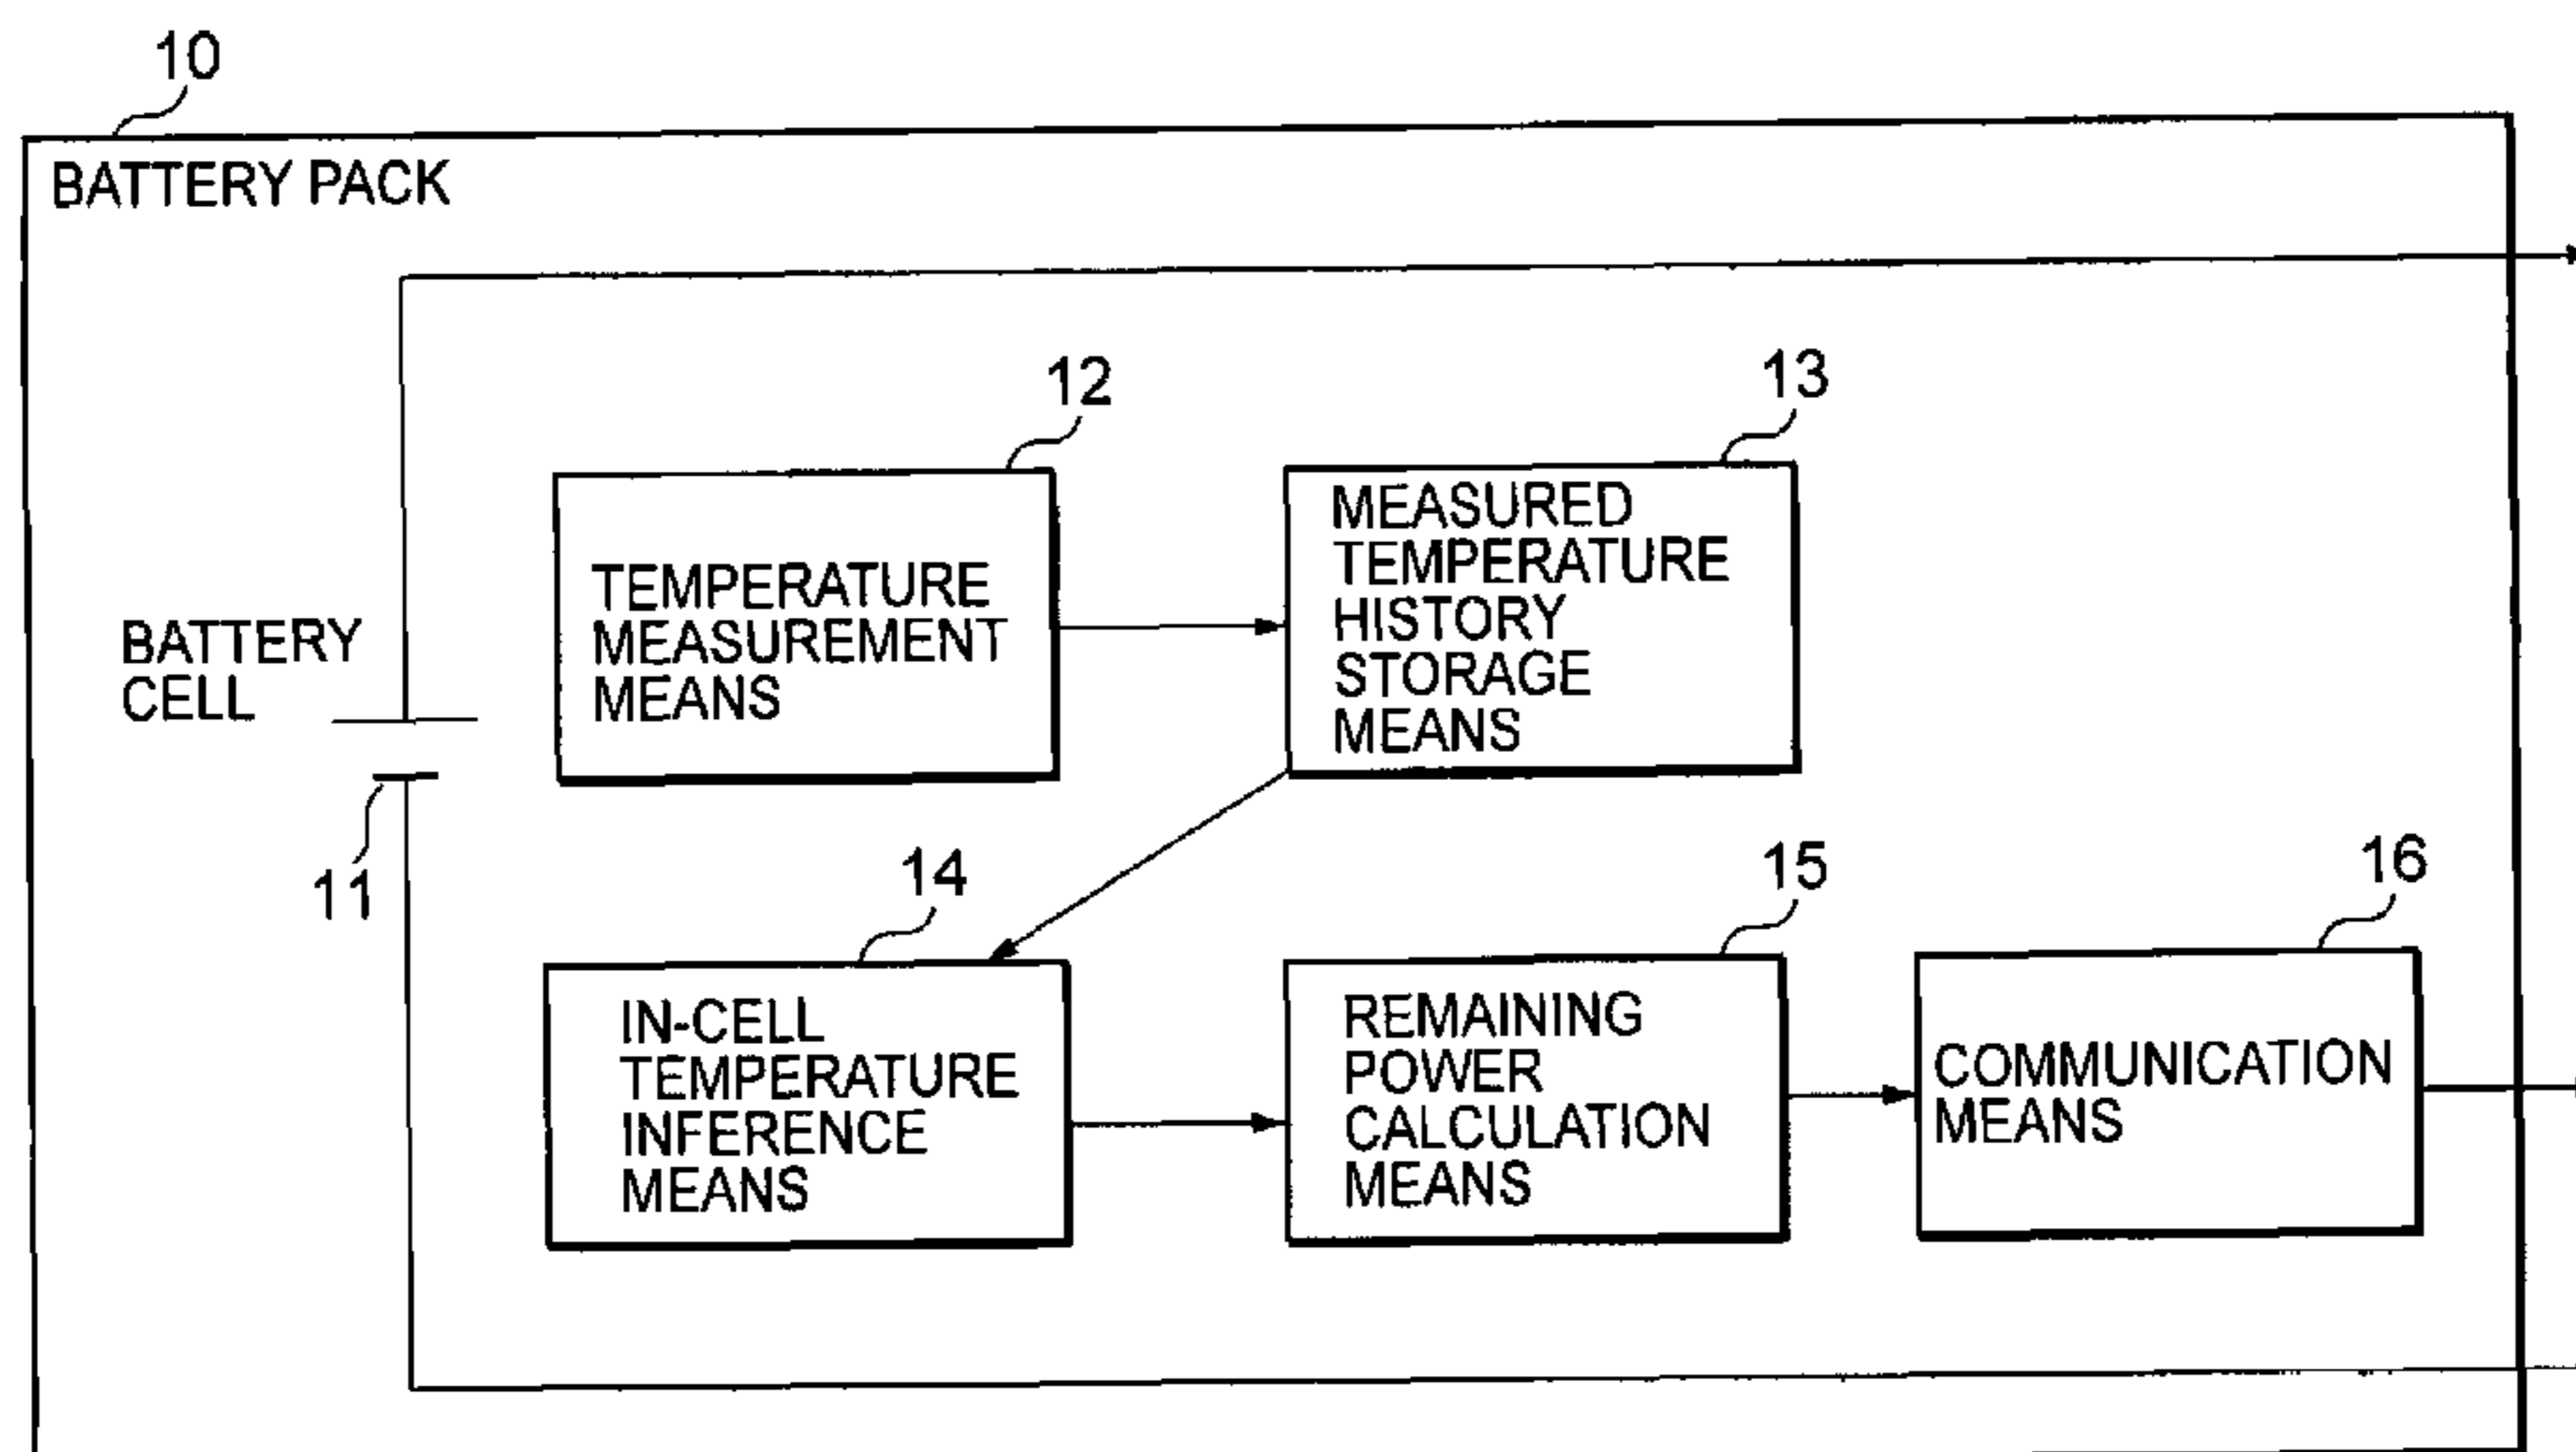 10
BATTERY PACK
12
13
TEMPERATURE
MEASUREMENT
MEANS
MEASURED
TEMPERATURE
HISTORY
STORAGE
MEANS
BATTERY
CELL
11
14
15
16
IN-CELL
TEMPERATURE
INFERENCE
MEANS
REMAINING
POWER
CALCULATION
MEANS
COMMUNICATION
MEANS